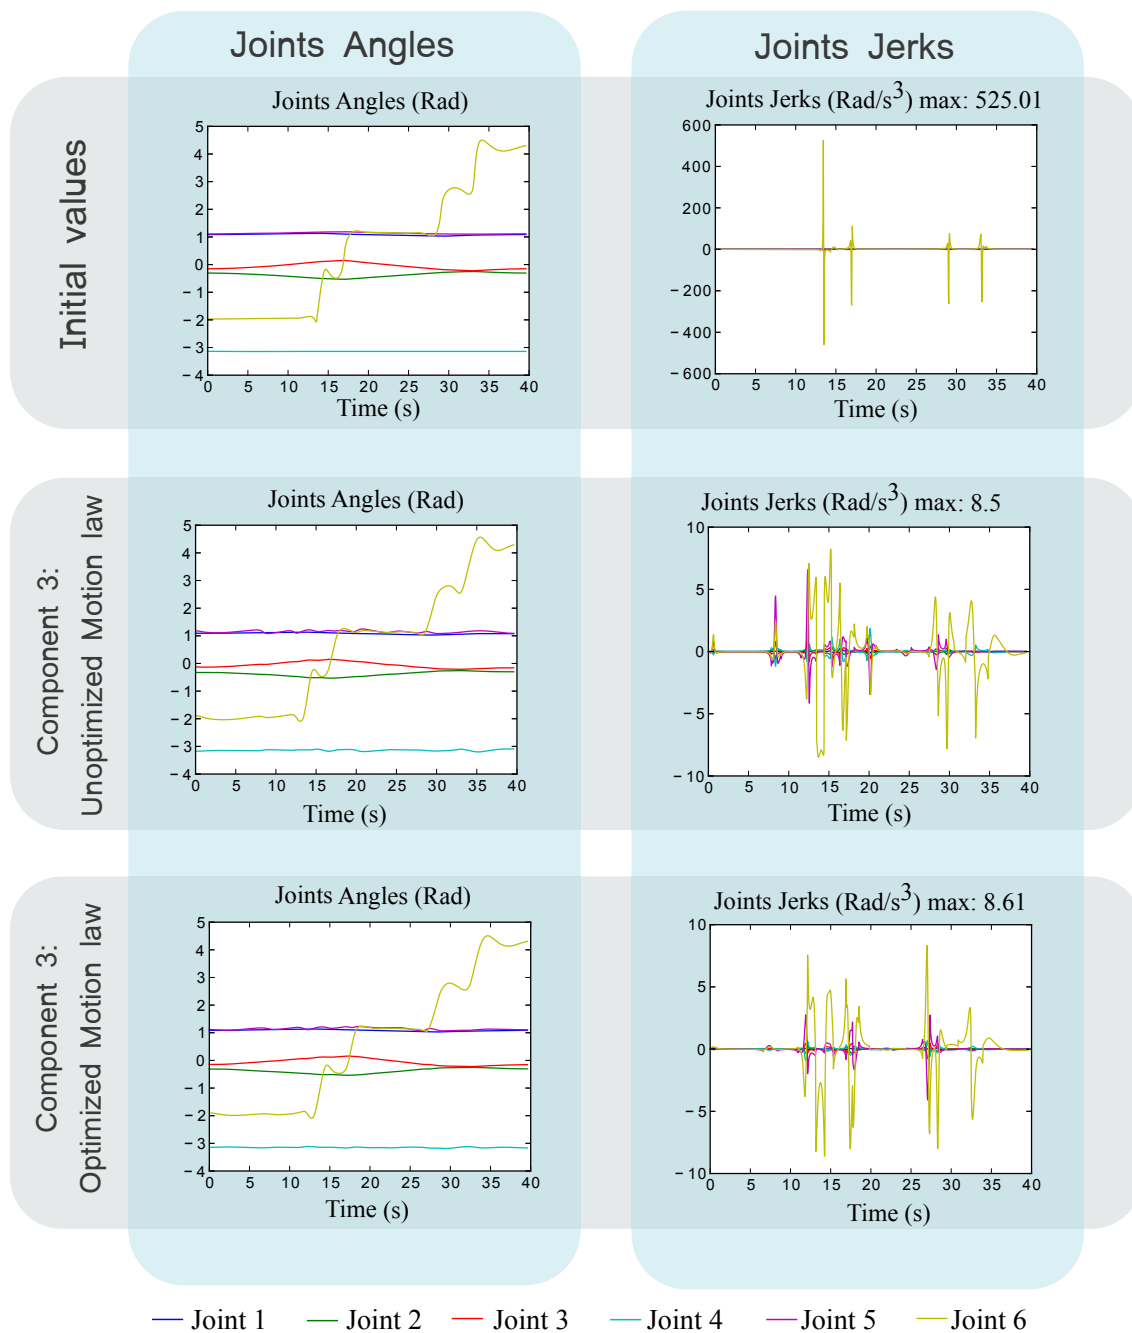 Joints Angles
Joints Jerks
Initial values
Joints Angles (Rad)
5
4
3
2
1
0
−1
−2
−3
−4
0 5 10 15 20 25 30 35 40
Time (s)
Joints Jerks (Rad/s3) max: 525.01
600
400
200
0
−200
−400
−600
0 5 10 15 20 25 30 35 40
Time (s)
Component 3:
Unoptimized Motion law
Joints Angles (Rad)
5
4
3
2
1
0
−1
−2
−3
−4
0 5 10 15 20 25 30 35 40
Time (s)
Joints Jerks (Rad/s3) max: 8.5
10
5
0
−5
−10
0 5 10 15 20 25 30 35 40
Time (s)
Component 3:
Optimized Motion law
Joints Angles (Rad)
5
4
3
2
1
0
−1
−2
−3
−4
0 5 10 15 20 25 30 35 40
Time (s)
Joints Jerks (Rad/s3) max: 8.61
10
5
0
−5
−10
0 5 10 15 20 25 30 35 40
Time (s)
Joint 1 Joint 2 Joint 3 Joint 4 Joint 5 Joint 6